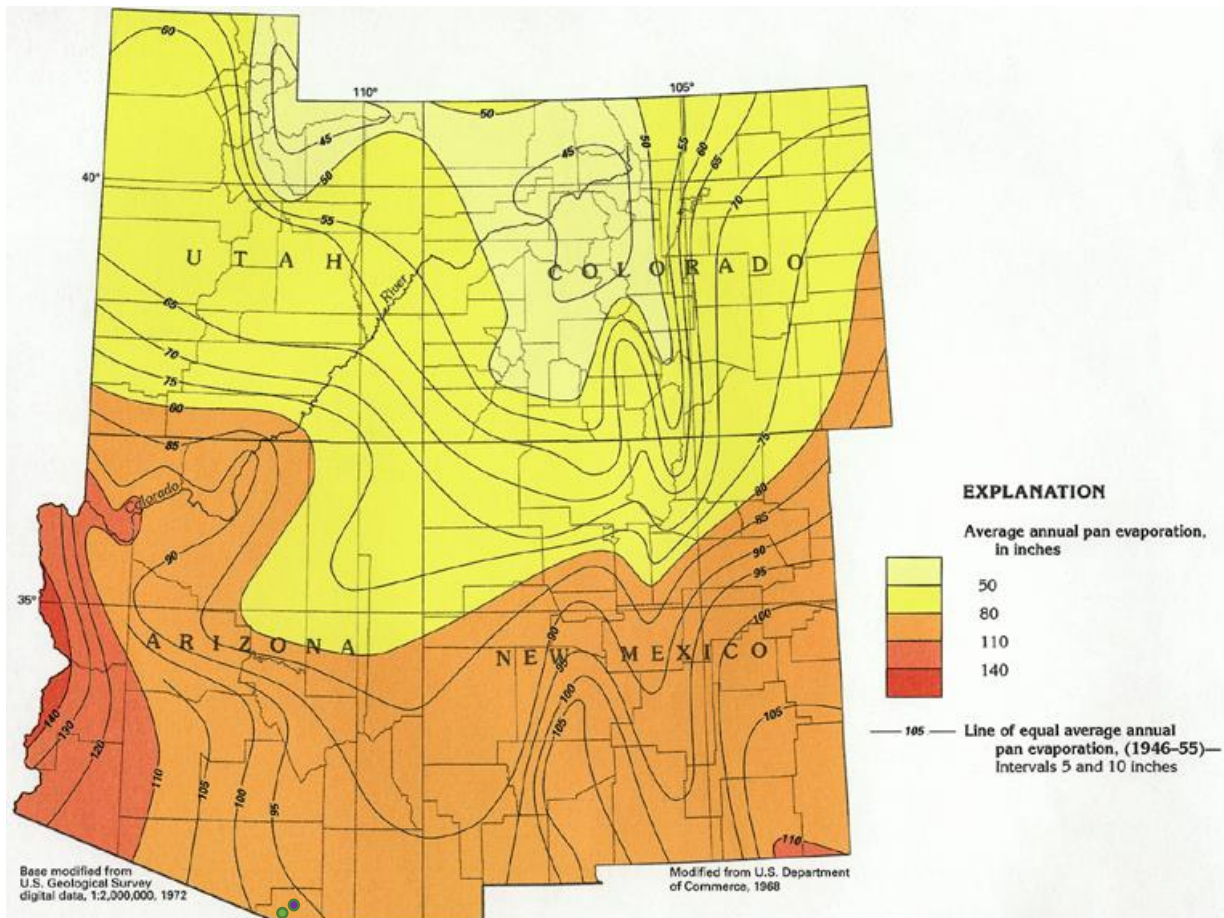 60
110°
105°
50
45
45
50
55
60
65
50
40°
55
70
U T A H
C O L O R A D O
River
65
70
75
60
85
75
Colorado
80
85
90
90
95
35°
100
A R I Z O N A
N E W M E X I C O
90
95
100
105
105
140
130
120
110
105
100
95
110
EXPLANATION
Average annual pan evaporation,
in inches
50
80
110
140
105
Line of equal average annual
pan evaporation, (1946–55)—
Intervals 5 and 10 inches
Base modified from
U.S. Geological Survey
digital data, 1:2,000,000, 1972
Modified from U.S. Department
of Commerce, 1968